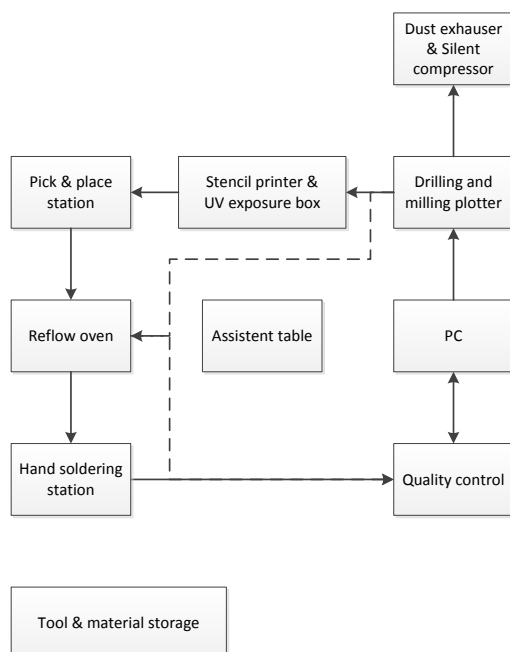 Dust exhauser
& Silent
compressor
Pick & place
station
Stencil printer &
UV exposure box
Drilling and
milling plotter
Reflow oven
Assistent table
PC
Hand soldering
station
Quality control
Tool & material storage